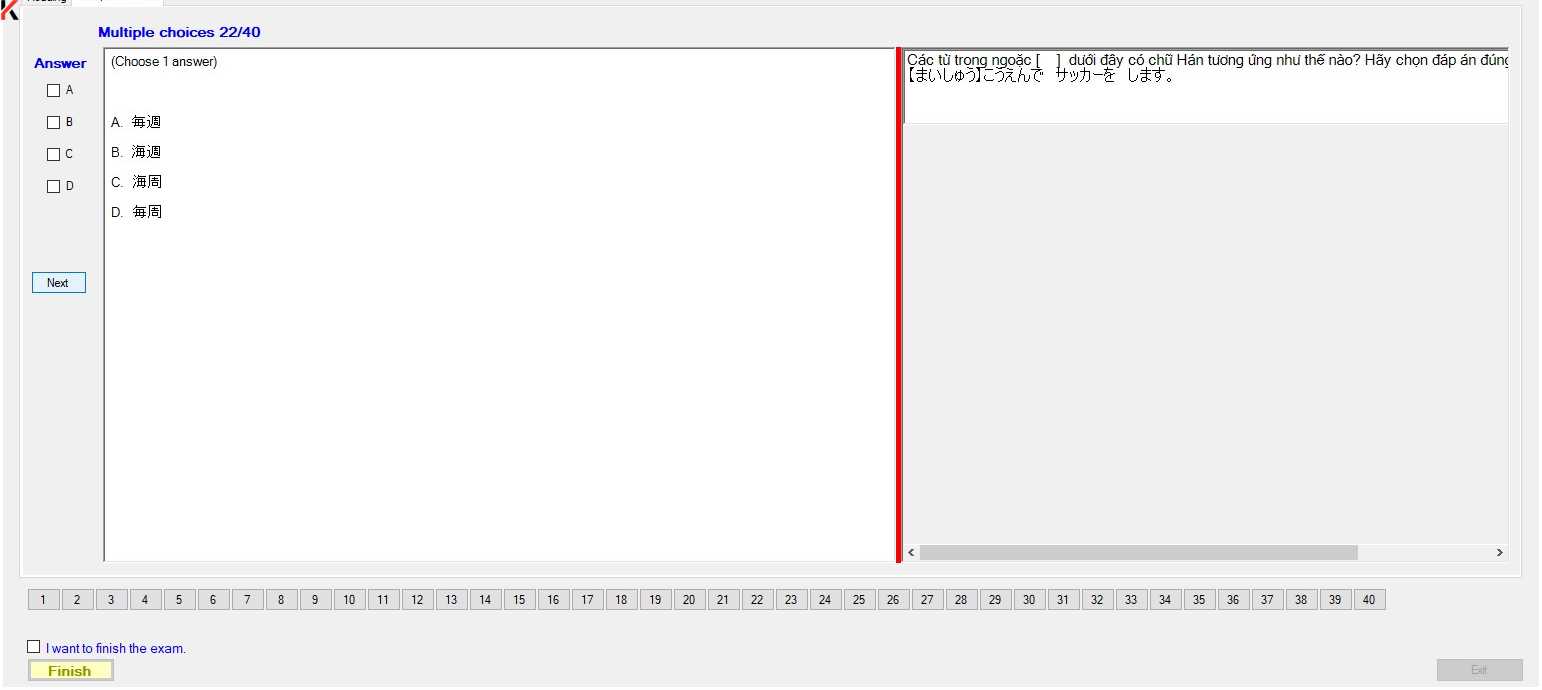 Multiple choices 22/40
Answer
A
B
C
D
Next
(Choose 1 answer)
A. 毎週
B. 海週
C. 海周
D. 毎周
Các từ trong ngoặc [ ] dưới đây có chữ Hán tương ứng như thế nào? Hãy chọn đáp án đúng
【まいしゅう】こうえんで サッカーを します。
1 2 3 4 5 6 7 8 9 10 11 12 13 14 15 16 17 18 19 20 21 22 23 24 25 26 27 28 29 30 31 32 33 34 35 36 37 38 39 40
I want to finish the exam.
Finish
Exit